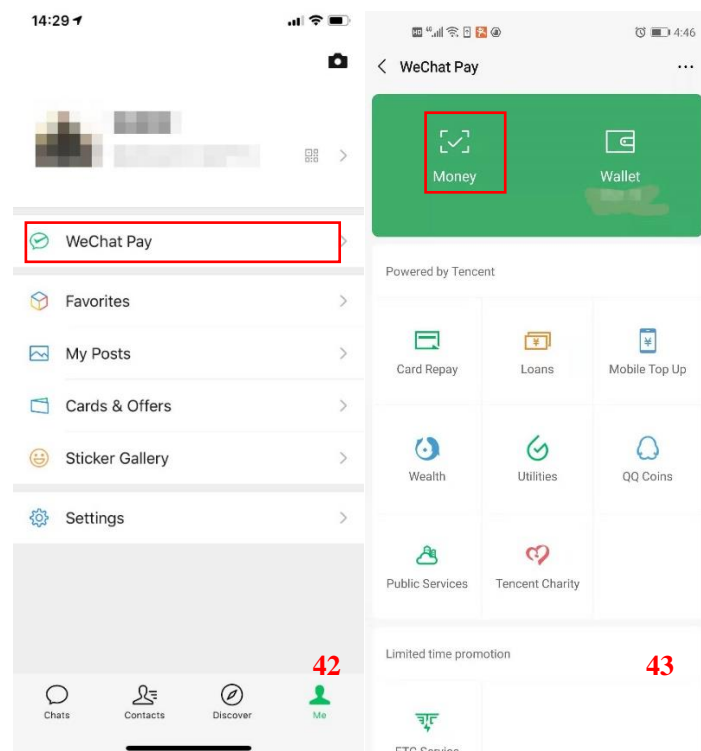 14:29
WeChat Pay
Favorites
My Posts
Cards & Offers
Sticker Gallery
Settings
42
Chats Contacts Discover Me
4:46
WeChat Pay
Money Wallet
Powered by Tencent
Card Repay Loans Mobile Top Up
Wealth Utilities QQ Coins
Public Services Tencent Charity
Limited time promotion
43
ETC Service